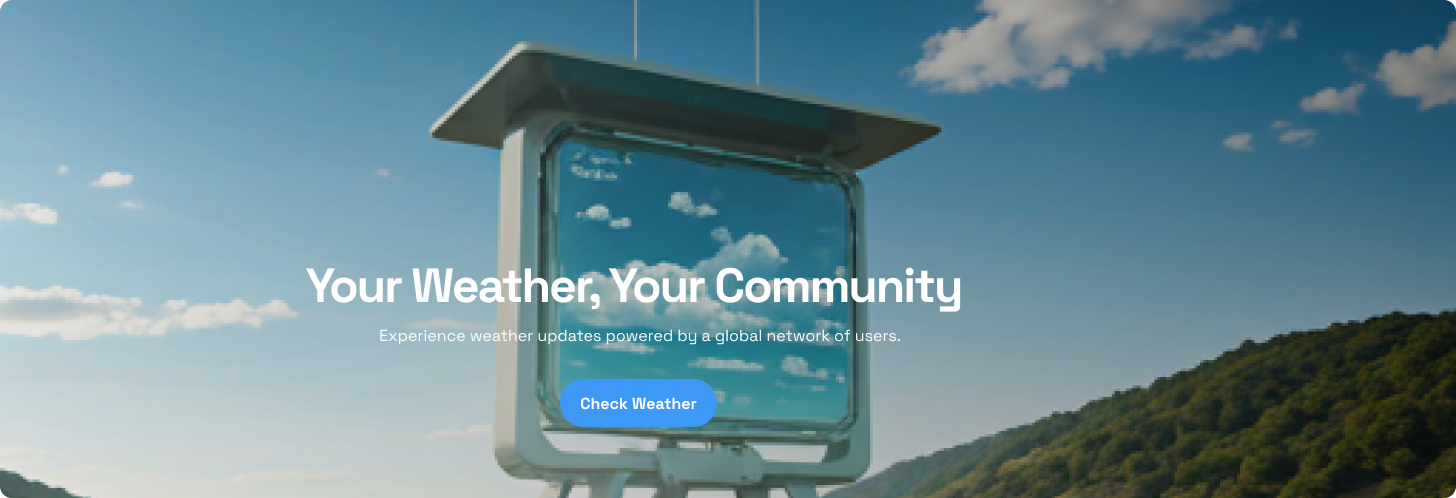 Your Weather, Your Community
Experience weather updates powered by a global network of users.
Check Weather